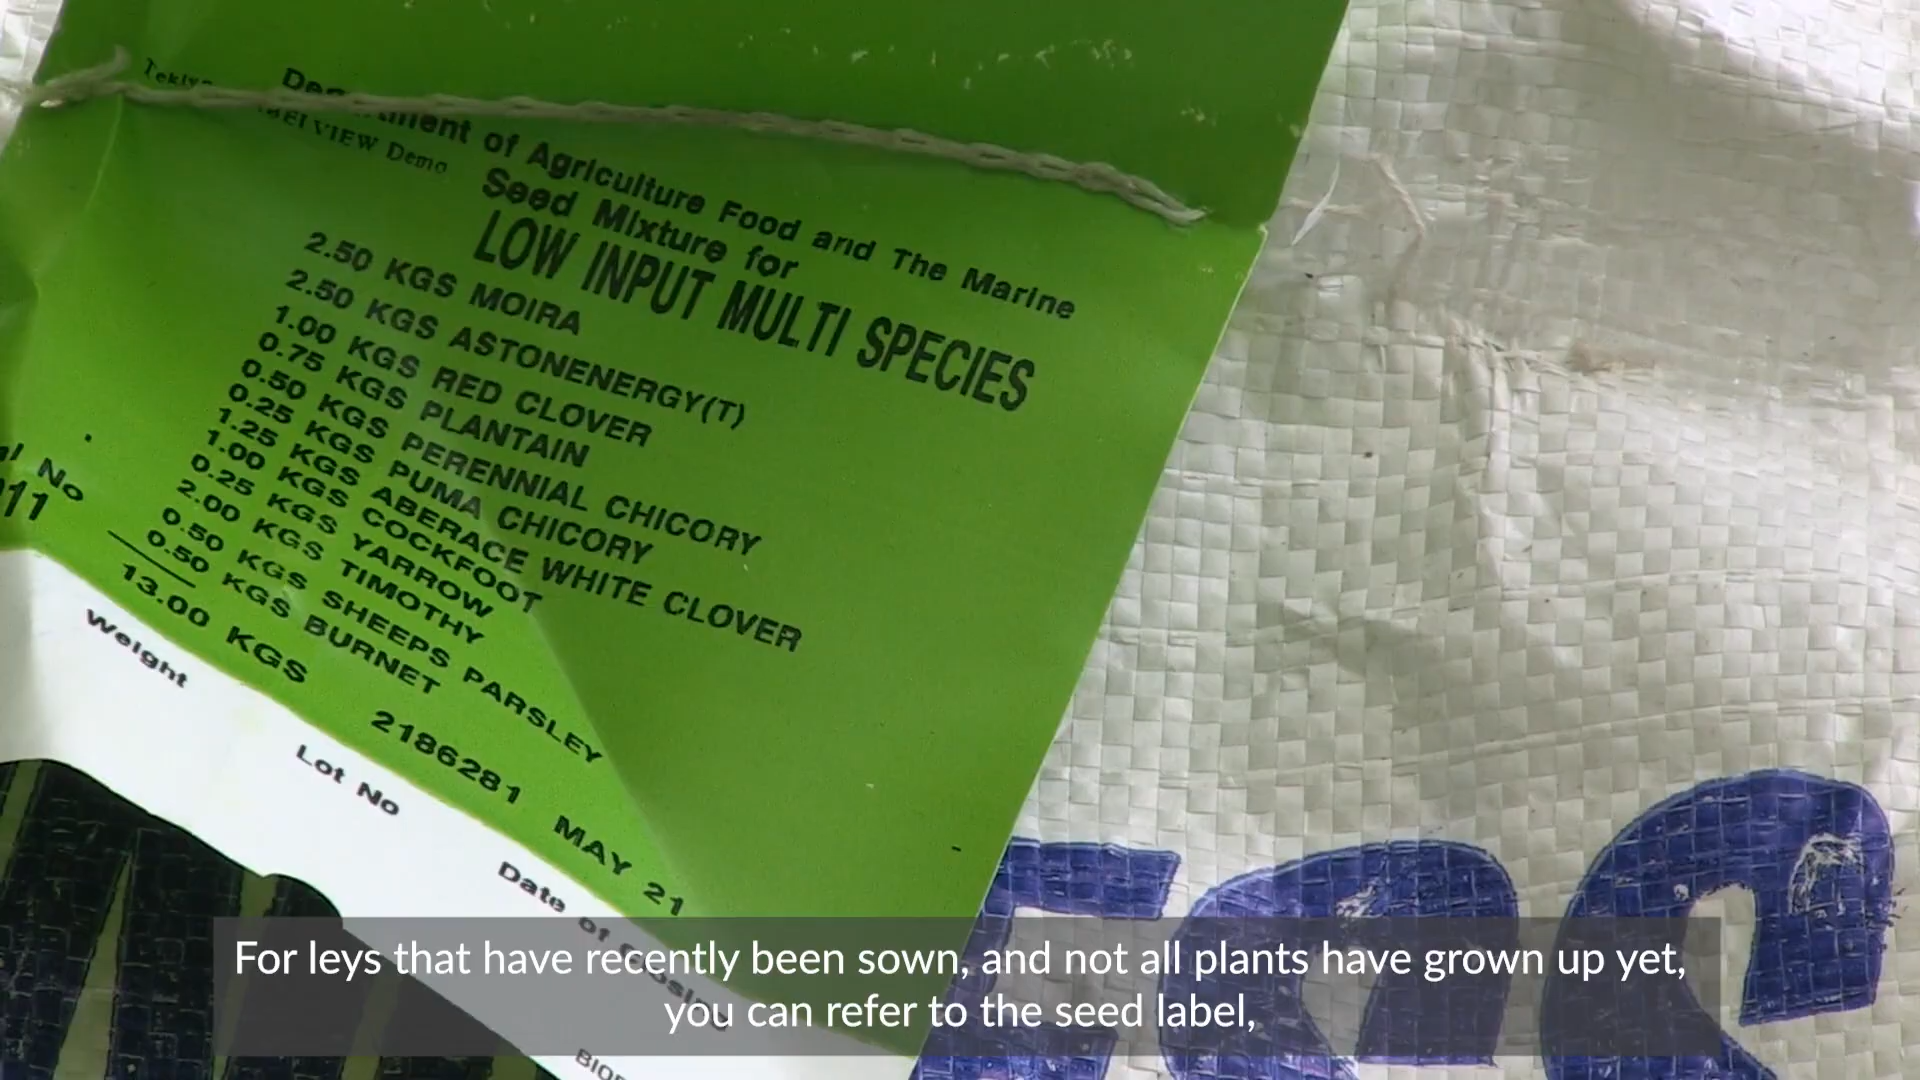 Department of Agriculture Food and The Marine
VIEW Demo
Seed Mixture for
LOW INPUT MULTI SPECIES
2.50 KGS MOIRA
2.50 KGS ASTONENERGY(T)
1.00 KGS RED CLOVER
0.75 KGS PLANTAIN
0.50 KGS PERENNIAL CHICORY
0.25 KGS PUMA CHICORY
1.25 KGS ABERACE WHITE CLOVER
1.00 KGS COCKFOOT
0.25 KGS YARROW
2.00 KGS TIMOTHY
0.50 KGS SHEEPS PARSLEY
0.50 KGS BURNET
13.00 KGS
2186281
MAY 21
No
11
Weight
Lot No
Date of Closing
For leys that have recently been sown, and not all plants have grown up yet,
you can refer to the seed label,